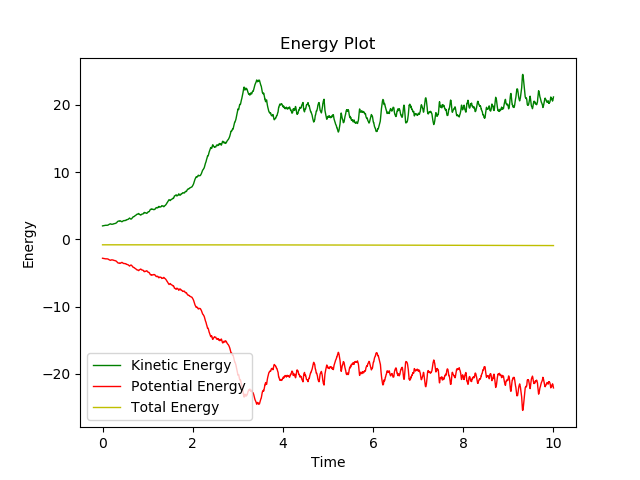 Energy Plot
20
10
0
−10
−20
Energy
Kinetic Energy
Potential Energy
Total Energy
0 2 4 6 8 10
Time